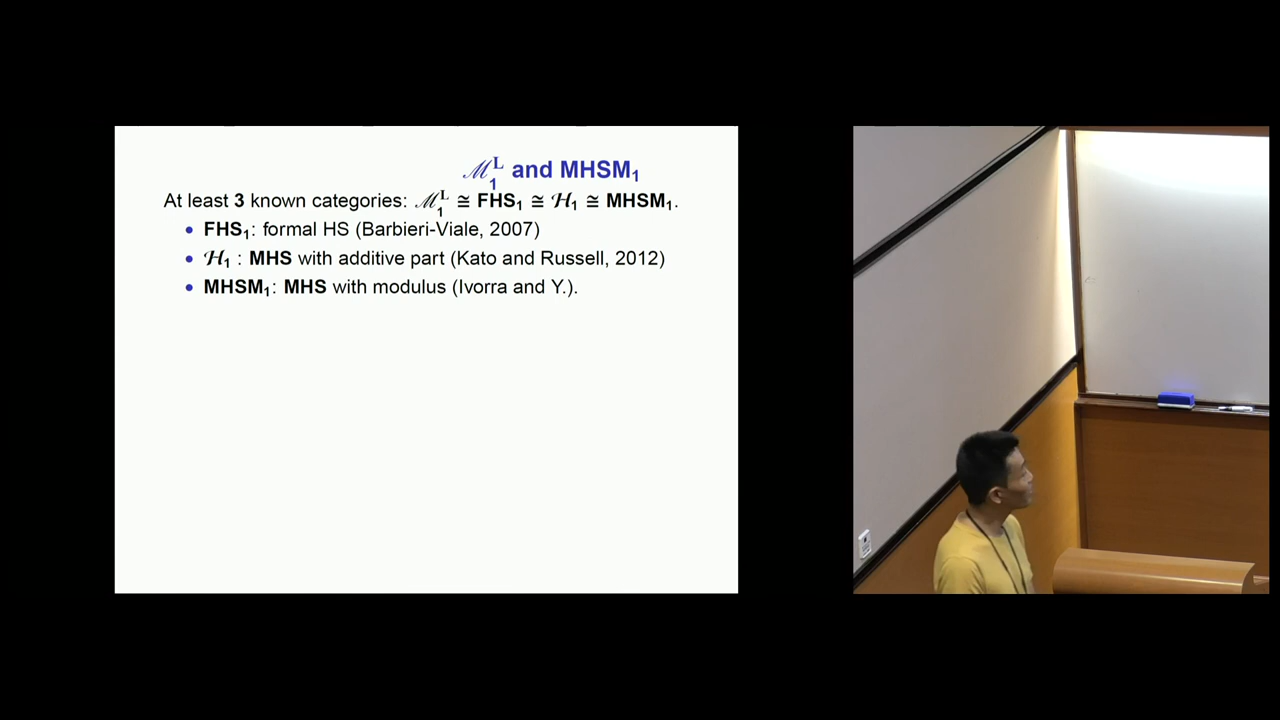 ℳ₁ᴸ and MHSM₁
At least 3 known categories: ℳ₁ᴸ ≅ FHS₁ ≅ ℋ₁ ≅ MHSM₁.
• FHS₁: formal HS (Barbieri-Viale, 2007)
• ℋ₁ : MHS with additive part (Kato and Russell, 2012)
• MHSM₁: MHS with modulus (Ivorra and Y.).